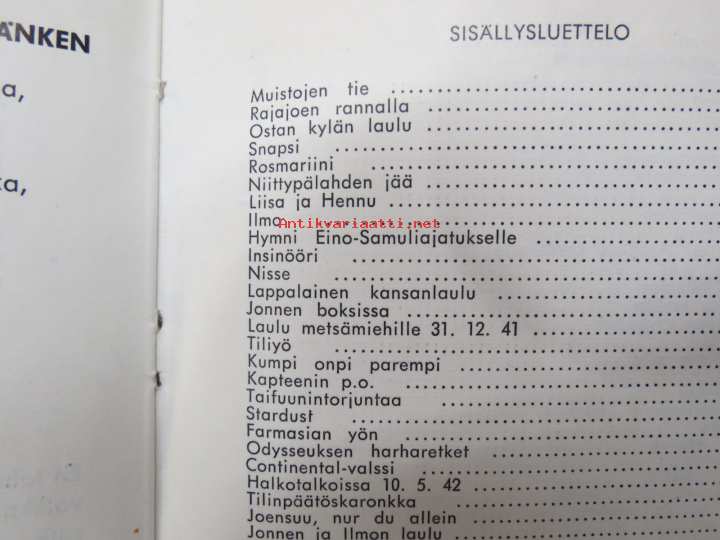 ÄNKEN
a,
ka,
SISÄLLYSLUETTELO
Muistojen tie
Rajajoen rannalla
Ostan kylän laulu
Snapsi
Rosmariini
Niittypälahden jää
Liisa ja Hennu
Ilmo
Antikvariaatti.net
Hymni Eino-Samuliajatukselle
Insinööri
Nisse
Lappalainen kansanlaulu
Jonnen boksissa
Laulu metsämiehille 31. 12. 41
Tiliyö
Kumpi onpi parempi
Kapteenin p.o.
Taifuunintorjuntaa
Stardust
Farmasian yön
Odysseuksen harharetket
Continental-valssi
Halkotalkoissa 10. 5. 42
Tilinpäätöskaronkka
Joensuu, nur du allein
Jonnen ja Ilmon laulu